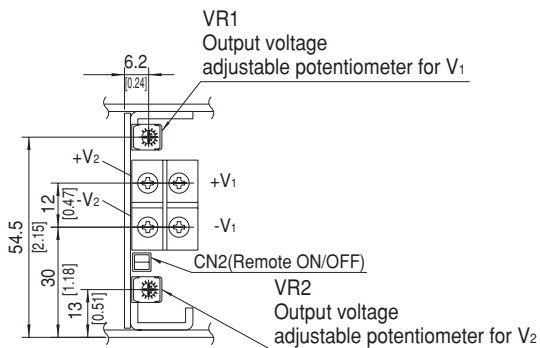 VR1
Output voltage
adjustable potentiometer for V1
6.2
[0.24]
+V2
+V1
-V2
-V1
12
[0.47]
54.5
[2.15]
30
[1.18]
13
[0.51]
CN2(Remote ON/OFF)
VR2
Output voltage
adjustable potentiometer for V2